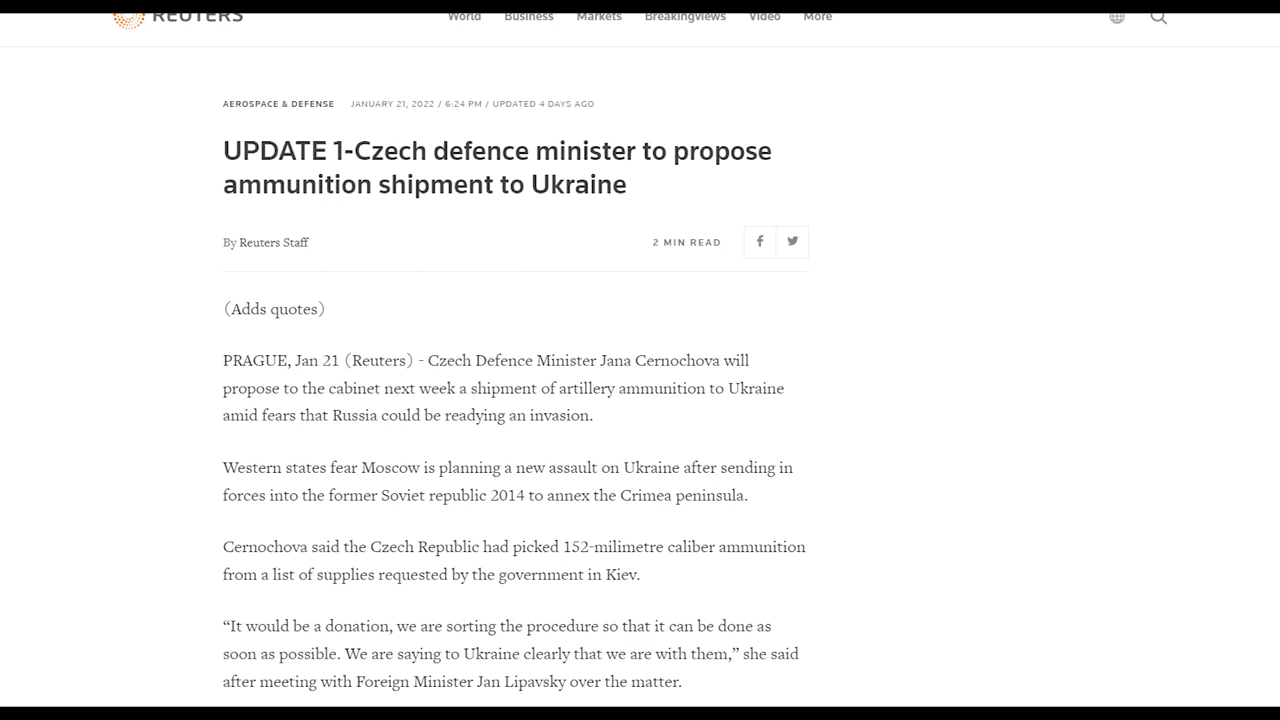 REUTERS World Business Markets Breakingviews Video More
AEROSPACE & DEFENSE JANUARY 21, 2022 / 6:24 PM / UPDATED 4 DAYS AGO
UPDATE 1-Czech defence minister to propose
ammunition shipment to Ukraine
By Reuters Staff 2 MIN READ
(Adds quotes)
PRAGUE, Jan 21 (Reuters) - Czech Defence Minister Jana Cernochova will
propose to the cabinet next week a shipment of artillery ammunition to Ukraine
amid fears that Russia could be readying an invasion.
Western states fear Moscow is planning a new assault on Ukraine after sending in
forces into the former Soviet republic 2014 to annex the Crimea peninsula.
Cernochova said the Czech Republic had picked 152-milimetre caliber ammunition
from a list of supplies requested by the government in Kiev.
“It would be a donation, we are sorting the procedure so that it can be done as
soon as possible. We are saying to Ukraine clearly that we are with them,” she said
after meeting with Foreign Minister Jan Lipavsky over the matter.